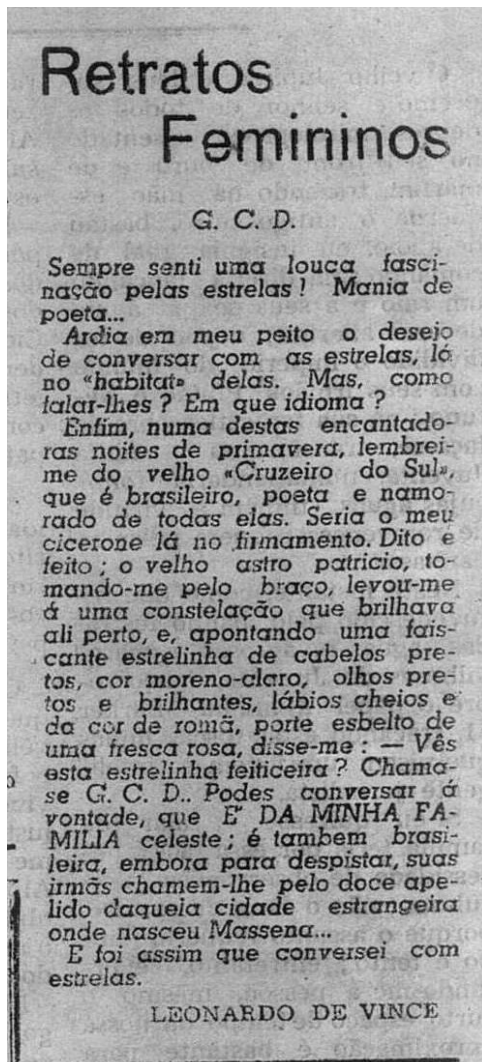 Retratos
Femininos
G. C. D.
Sempre senti uma louca fasci-
nação pelas estrelas! Mania de
poeta...
Ardia em meu peito o desejo
de conversar com as estrelas, lá
no «habitat» delas. Mas, como
falar-lhes? Em que idioma?
Enfim, numa destas encantado-
ras noites de primavera, lembrei-
me do velho «Cruzeiro do Sul»,
que é brasileiro, poeta e namo-
rado de todas elas. Seria o meu
cicerone lá no firmamento. Dito e
feito; o velho astro patricio, to-
mando-me pelo braço, levou-me
á uma constelação que brilhava
ali perto, e, apontando uma fais-
cante estrelinha de cabelos pre-
tos, cor moreno-claro, olhos pre-
tos e brilhantes, lábios cheios e
da cor de romã, porte esbelto de
uma fresca rosa, disse-me: — Vês
esta estrelinha feiticeira? Chama-
se G. C. D.. Podes conversar á
vontade, que E' DA MINHA FA-
MILIA celeste; é tambem brasi-
leira, embora para despistar, suas
irmãs chamem-lhe pelo doce ape-
lido daquela cidade estrangeira
onde nasceu Massena...
E foi assim que conversei com
estrelas.
LEONARDO DE VINCE